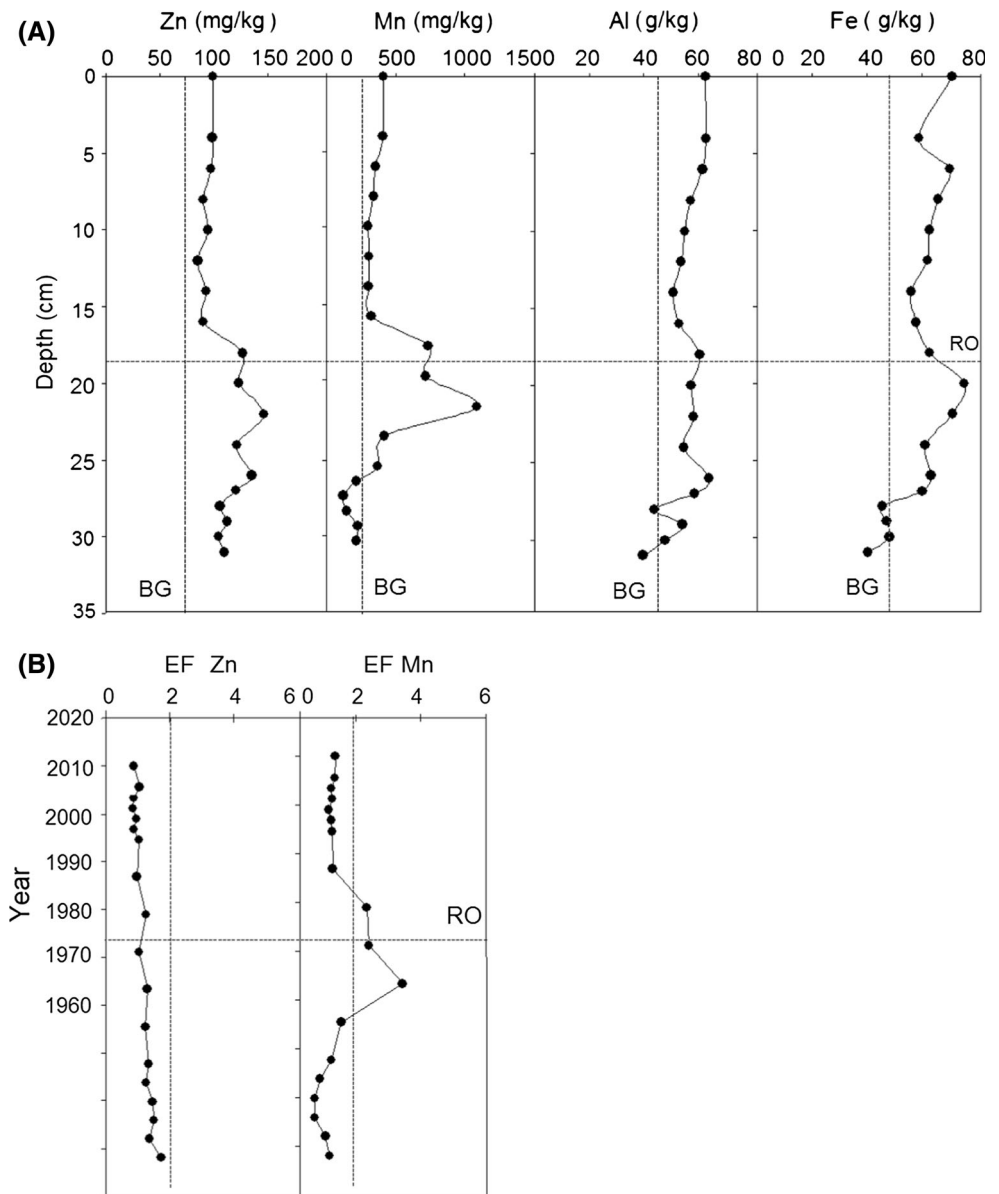 (A) Zn (mg/kg) Mn (mg/kg) Al (g/kg) Fe ( g/kg)
0 50 100 150 200 0 500 1000 1500 20 40 60 80 0 20 40 60 80
0
5
10
15
20
25
30
35
Depth (cm)
RO
BG BG BG BG
(B) EF Zn EF Mn
0 2 4 6 0 2 4 6
2020
2010
2000
1990
1980
1970
1960
Year
RO